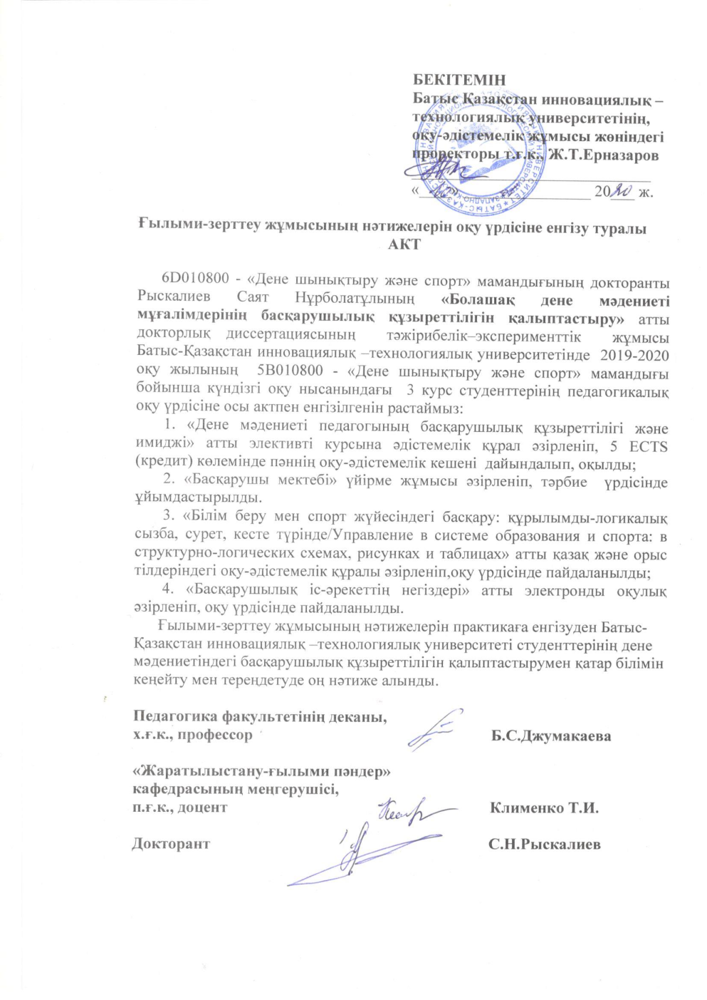 БЕКІТЕМІН
Батыс Қазақстан инновациялық –
технологиялық университетінің,
оқу-әдістемелік жұмысы жөніндегі
проректоры т.ғ.к., Ж.Т.Ерназаров
«____»________________ 2020 ж.
Ғылыми-зерттеу жұмысының нәтижелерін оқу үрдісіне енгізу туралы
АКТ
6D010800 - «Дене шынықтыру және спорт» мамандығының докторанты
Рыскалиев Саят Нұрболатұлының «Болашақ дене мәдениеті
мұғалімдерінің басқарушылық құзыреттілігін қалыптастыру» атты
докторлық диссертациясының тәжірибелік–эксперименттік жұмысы
Батыс-Қазақстан инновациялық –технологиялық университетінде 2019-2020
оқу жылының 5В010800 - «Дене шынықтыру және спорт» мамандығы
бойынша күндізгі оқу нысанындағы 3 курс студенттерінің педагогикалық
оқу үрдісіне осы актпен енгізілгенін растаймыз:
1. «Дене мәдениеті педагогының басқарушылық құзыреттілігі және
имиджі» атты элективті курсына әдістемелік құрал әзірленіп, 5 ECTS
(кредит) көлемінде пәннің оқу-әдістемелік кешені дайындалып, оқылды;
2. «Басқарушы мектебі» үйірме жұмысы әзірленіп, тәрбие үрдісінде
ұйымдастырылды.
3. «Білім беру мен спорт жүйесіндегі басқару: құрылымды-логикалық
сызба, сурет, кесте түрінде/Управление в системе образования и спорта: в
структурно-логических схемах, рисунках и таблицах» атты қазақ және орыс
тілдеріндегі оқу-әдістемелік құралы әзірленіп,оқу үрдісінде пайдаланылды;
4. «Басқарушылық іс-әрекеттің негіздері» атты электронды оқулық
әзірленіп, оқу үрдісінде пайдаланылды.
Ғылыми-зерттеу жұмысының нәтижелерін практикаға енгізуден Батыс-
Қазақстан инновациялық –технологиялық университеті студенттерінің дене
мәдениетіндегі басқарушылық құзыреттілігін қалыптастырумен қатар білімін
кеңейту мен тереңдетуде оң нәтиже алынды.
Педагогика факультетінің деканы,
х.ғ.к., профессор Б.С.Джумакаева
«Жаратылыстану-ғылыми пәндер»
кафедрасының меңгерушісі,
п.ғ.к., доцент Клименко Т.И.
Докторант С.Н.Рыскалиев